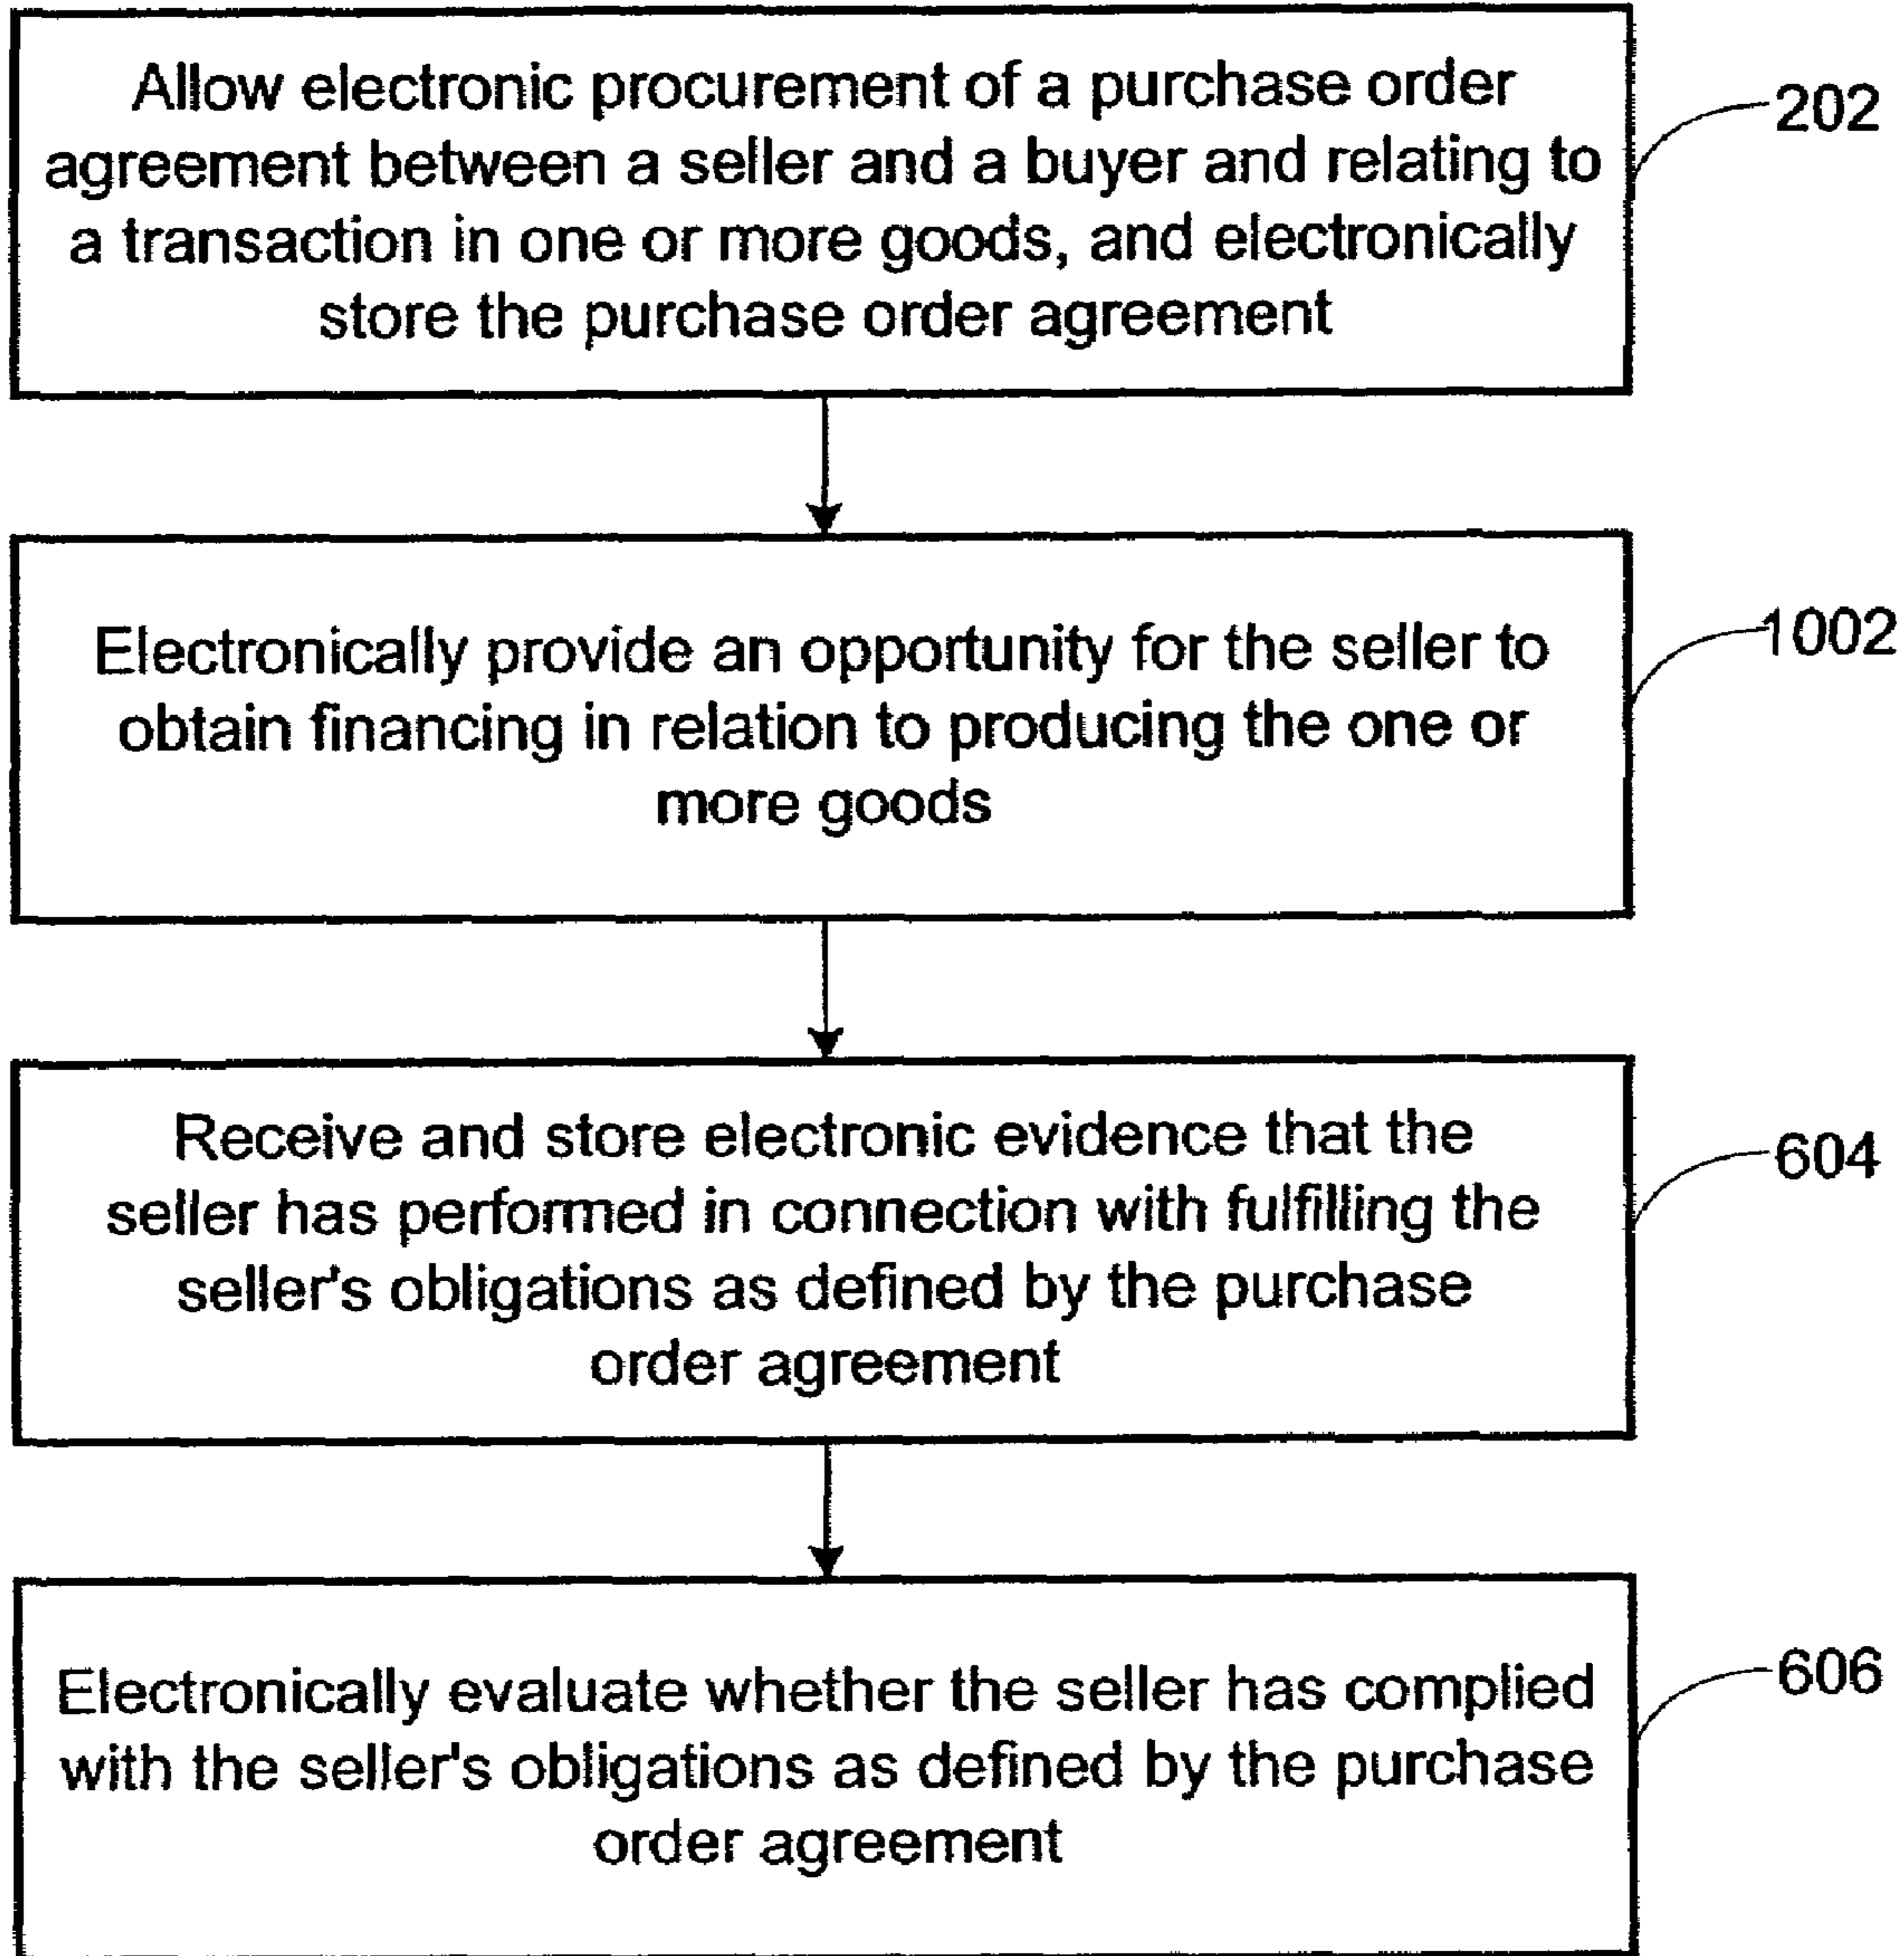 Allow electronic procurement of a purchase order
agreement between a seller and a buyer and relating to
a transaction in one or more goods, and electronically
store the purchase order agreement
202
Electronically provide an opportunity for the seller to
obtain financing in relation to producing the one or
more goods
1002
Receive and store electronic evidence that the
seller has performed in connection with fulfilling the
seller's obligations as defined by the purchase
order agreement
604
Electronically evaluate whether the seller has complied
with the seller's obligations as defined by the purchase
order agreement
606